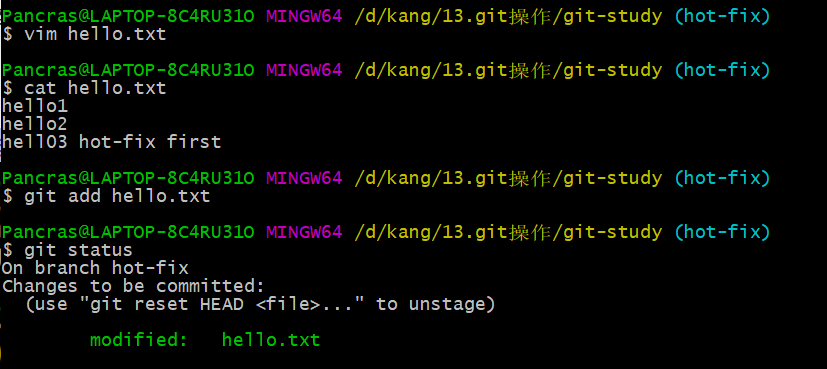 Pancras@LAPTOP-8C4RU31O MINGW64 /d/kang/13.git操作/git-study (hot-fix)
$ vim hello.txt
Pancras@LAPTOP-8C4RU31O MINGW64 /d/kang/13.git操作/git-study (hot-fix)
$ cat hello.txt
hello1
hello2
hell03 hot-fix first
Pancras@LAPTOP-8C4RU31O MINGW64 /d/kang/13.git操作/git-study (hot-fix)
$ git add hello.txt
Pancras@LAPTOP-8C4RU31O MINGW64 /d/kang/13.git操作/git-study (hot-fix)
$ git status
On branch hot-fix
Changes to be committed:
  (use "git reset HEAD <file>..." to unstage)
        modified:   hello.txt